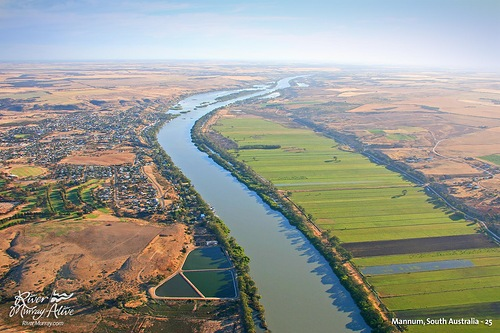 River
Murray Alive
RiverMurray.com
Mannum, South Australia - 25